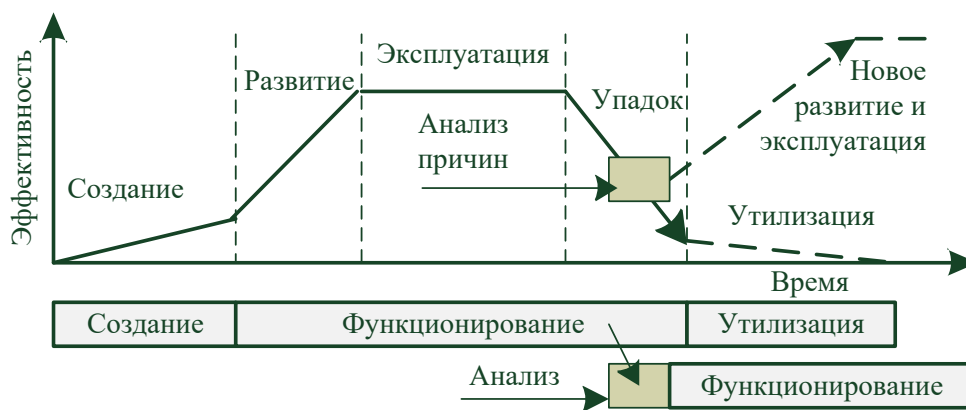 Эффективность
Создание
Развитие
Эксплуатация
Анализ
причин
Упадок
Новое
развитие и
эксплуатация
Утилизация
Время
Создание
Функционирование
Утилизация
Анализ
Функционирование